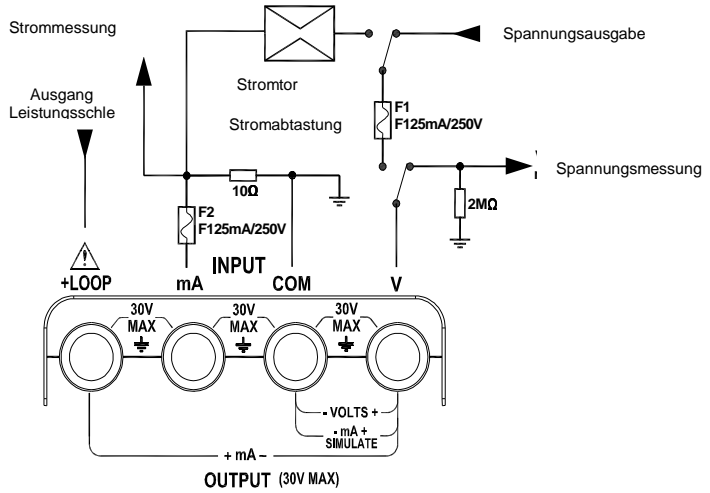 Strommessung
Spannungsausgabe
Ausgang
Leistungsschle
Stromtor
Stromabtastung
F1
F125mA/250V
Spannungsmessung
10Ω
2MΩ
F2
F125mA/250V
INPUT
+LOOP
mA
COM
V
30V
MAX
30V
MAX
30V
MAX
- VOLTS +
- mA +
SIMULATE
+ mA –
OUTPUT (30V MAX)